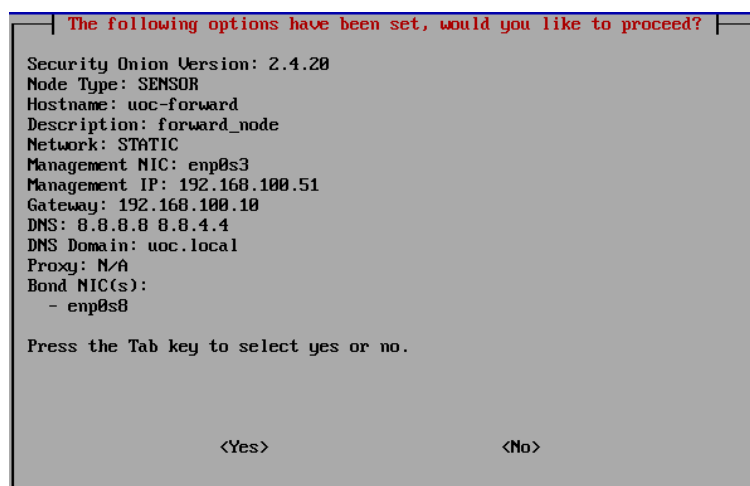 The following options have been set, would you like to proceed?
Security Onion Version: 2.4.20
Node Type: SENSOR
Hostname: uoc-forward
Description: forward_node
Network: STATIC
Management NIC: enp0s3
Management IP: 192.168.100.51
Gateway: 192.168.100.10
DNS: 8.8.8.8 8.8.4.4
DNS Domain: uoc.local
Proxy: N/A
Bond NIC(s):
- enp0s8
Press the Tab key to select yes or no.
<Yes> <No>